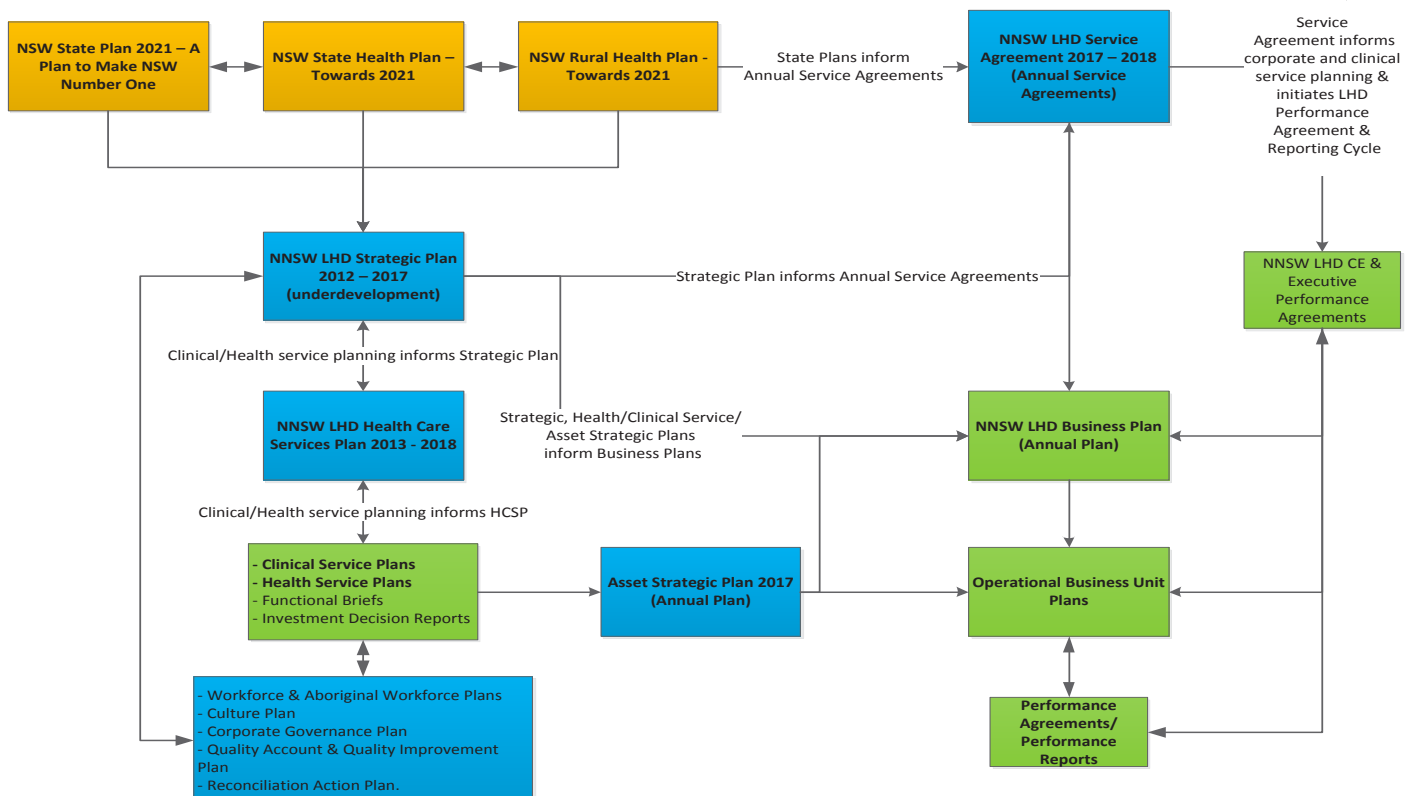 NSW State Plan 2021 – A
Plan to Make NSW
Number One
NSW State Health Plan –
Towards 2021
NSW Rural Health Plan -
Towards 2021
State Plans inform
Annual Service Agreements
NNSW LHD Service
Agreement 2017 – 2018
(Annual Service
Agreements)
Service
Agreement informs
corporate and clinical
service planning &
initiates LHD
Performance
Agreement &
Reporting Cycle
NNSW LHD Strategic Plan
2012 – 2017
(underdevelopment)
Strategic Plan informs Annual Service Agreements
NNSW LHD CE &
Executive
Performance
Agreements
Clinical/Health service planning informs Strategic Plan
NNSW LHD Health Care
Services Plan 2013 - 2018
Strategic, Health/Clinical Service/
Asset Strategic Plans
inform Business Plans
NNSW LHD Business Plan
(Annual Plan)
Clinical/Health service planning informs HCSP
- Clinical Service Plans
- Health Service Plans
- Functional Briefs
- Investment Decision Reports
Asset Strategic Plan 2017
(Annual Plan)
Operational Business Unit
Plans
- Workforce & Aboriginal Workforce Plans
- Culture Plan
- Corporate Governance Plan
- Quality Account & Quality Improvement
Plan
- Reconciliation Action Plan.
Performance
Agreements/
Performance
Reports